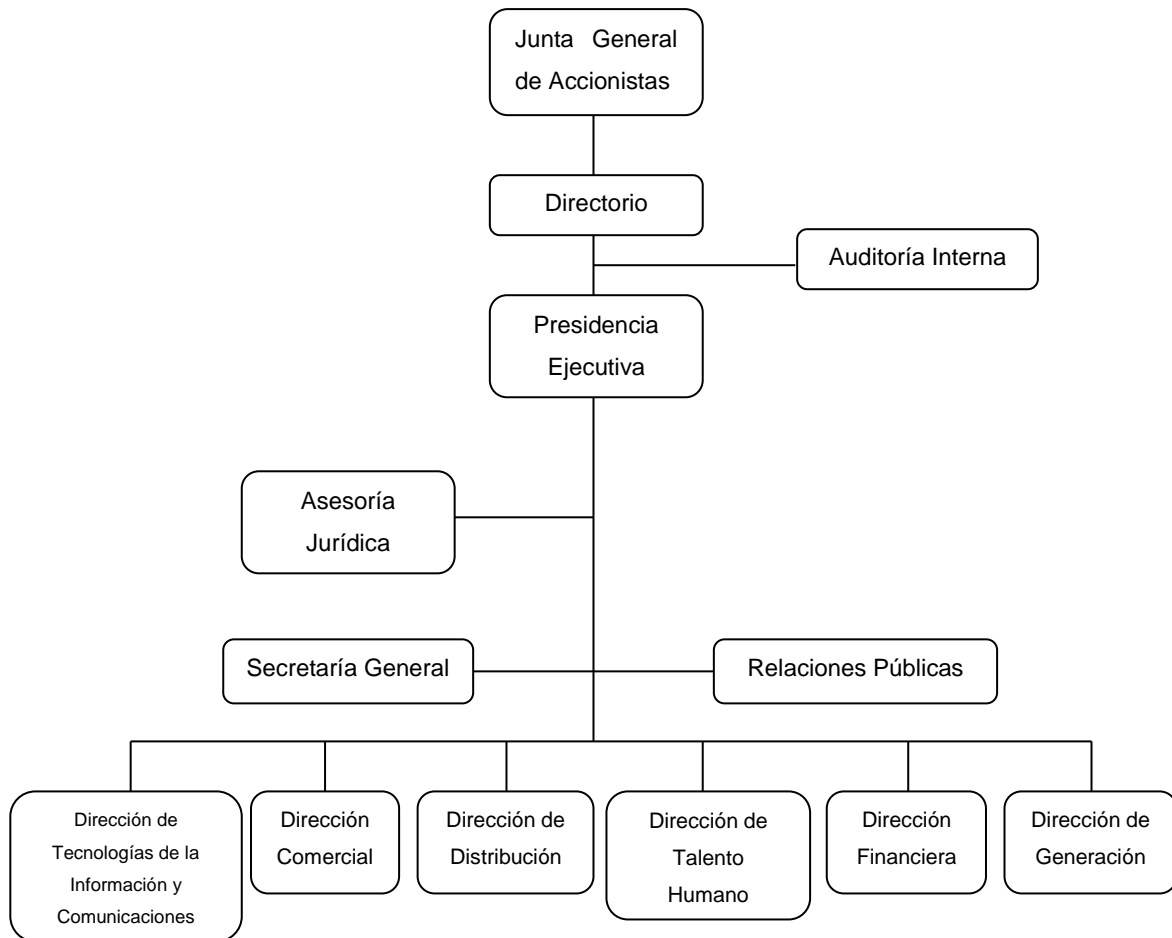 Junta General
de Accionistas
Directorio
Auditoría Interna
Presidencia
Ejecutiva
Asesoría
Jurídica
Secretaría General
Relaciones Públicas
Dirección de
Tecnologías de la
Información y
Comunicaciones
Dirección
Comercial
Dirección de
Distribución
Dirección de
Talento
Humano
Dirección
Financiera
Dirección de
Generación